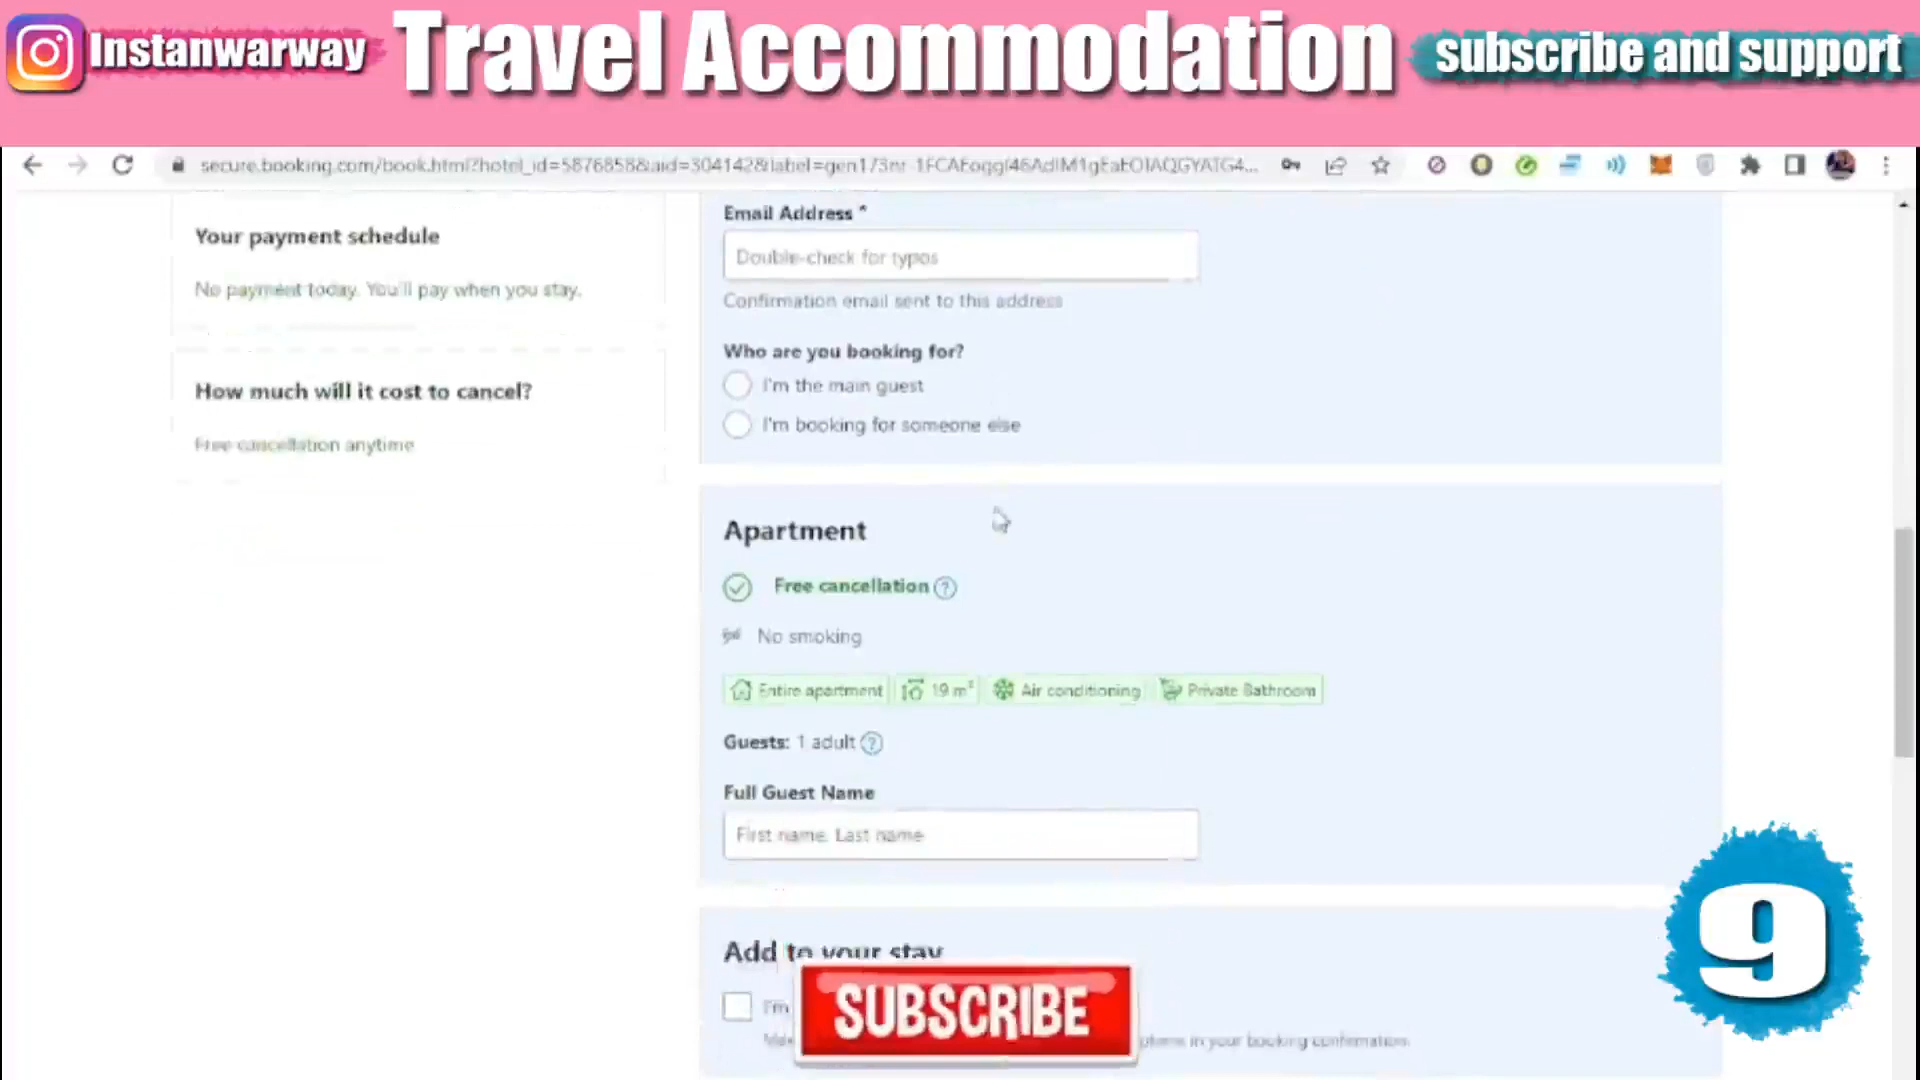 Instanwarway
Travel Accommodation
subscribe and support
Your payment schedule
No payment today. You'll pay when you stay.
How much will it cost to cancel?
Free cancellation anytime
Email Address *
Double-check for typos
Confirmation email sent to this address
Who are you booking for?
I'm the main guest
I'm booking for someone else
Apartment
Free cancellation
No smoking
Entire apartment
19 m²
Air conditioning
Private Bathroom
Guests: 1 adult
Full Guest Name
First name, Last name
Add to your stay
I'm
SUBSCRIBE
in your booking confirmation.
9